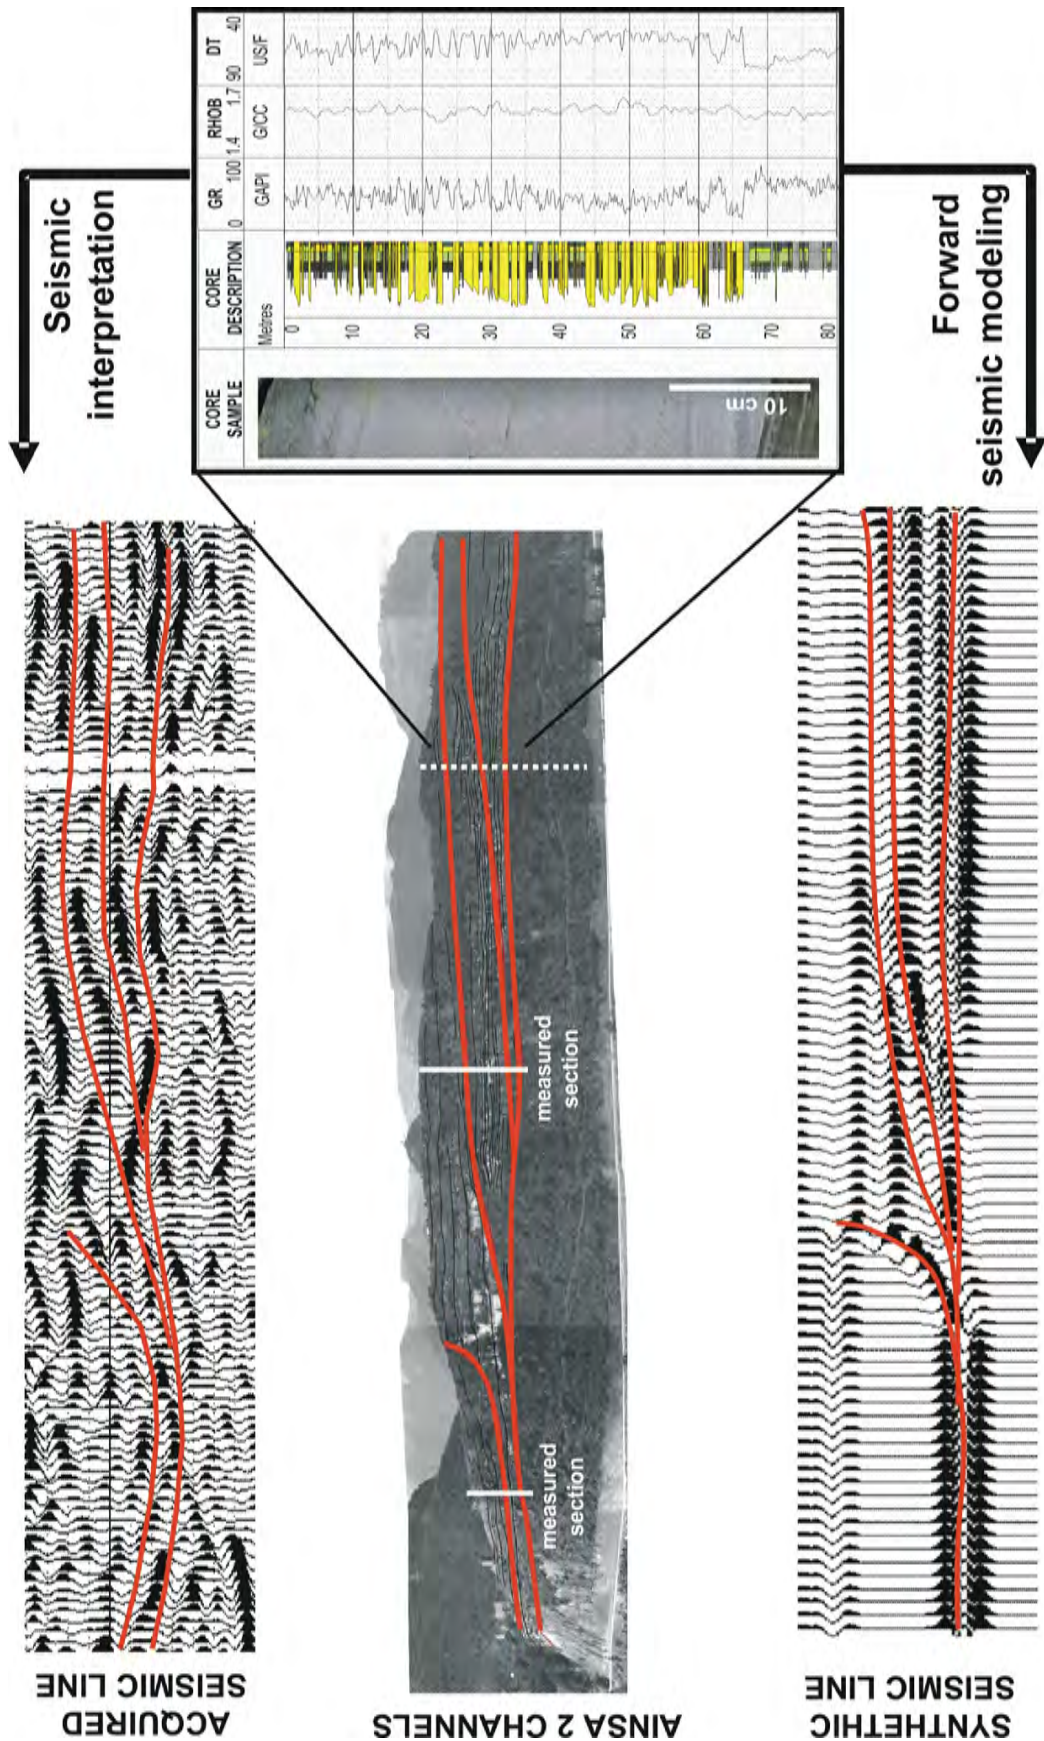 Seismic
interpretation
CORE
SAMPLE
CORE
DESCRIPTION
GR
RHOB
DT
0 100
1.4 1.7
90 40
Metres
GAPI
G/CC
US/F
0
10
20
30
40
50
60
70
80
10 cm
Forward
seismic modeling
measured
section
measured
section
ACQUIRED
SEISMIC LINE
AINSA 2 CHANNELS
SYNTHETHIC
SEISMIC LINE